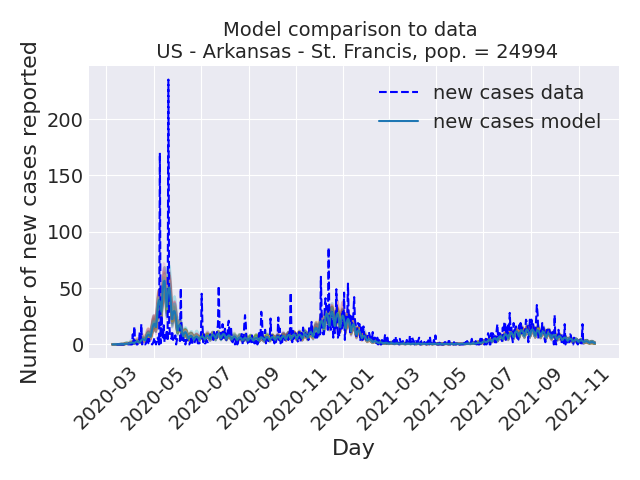 Model comparison to data
US - Arkansas - St. Francis, pop. = 24994
Number of new cases reported
200
150
100
50
0
new cases data
new cases model
2020-03
2020-05
2020-07
2020-09
2020-11
2021-01
2021-03
2021-05
2021-07
2021-09
2021-11
Day